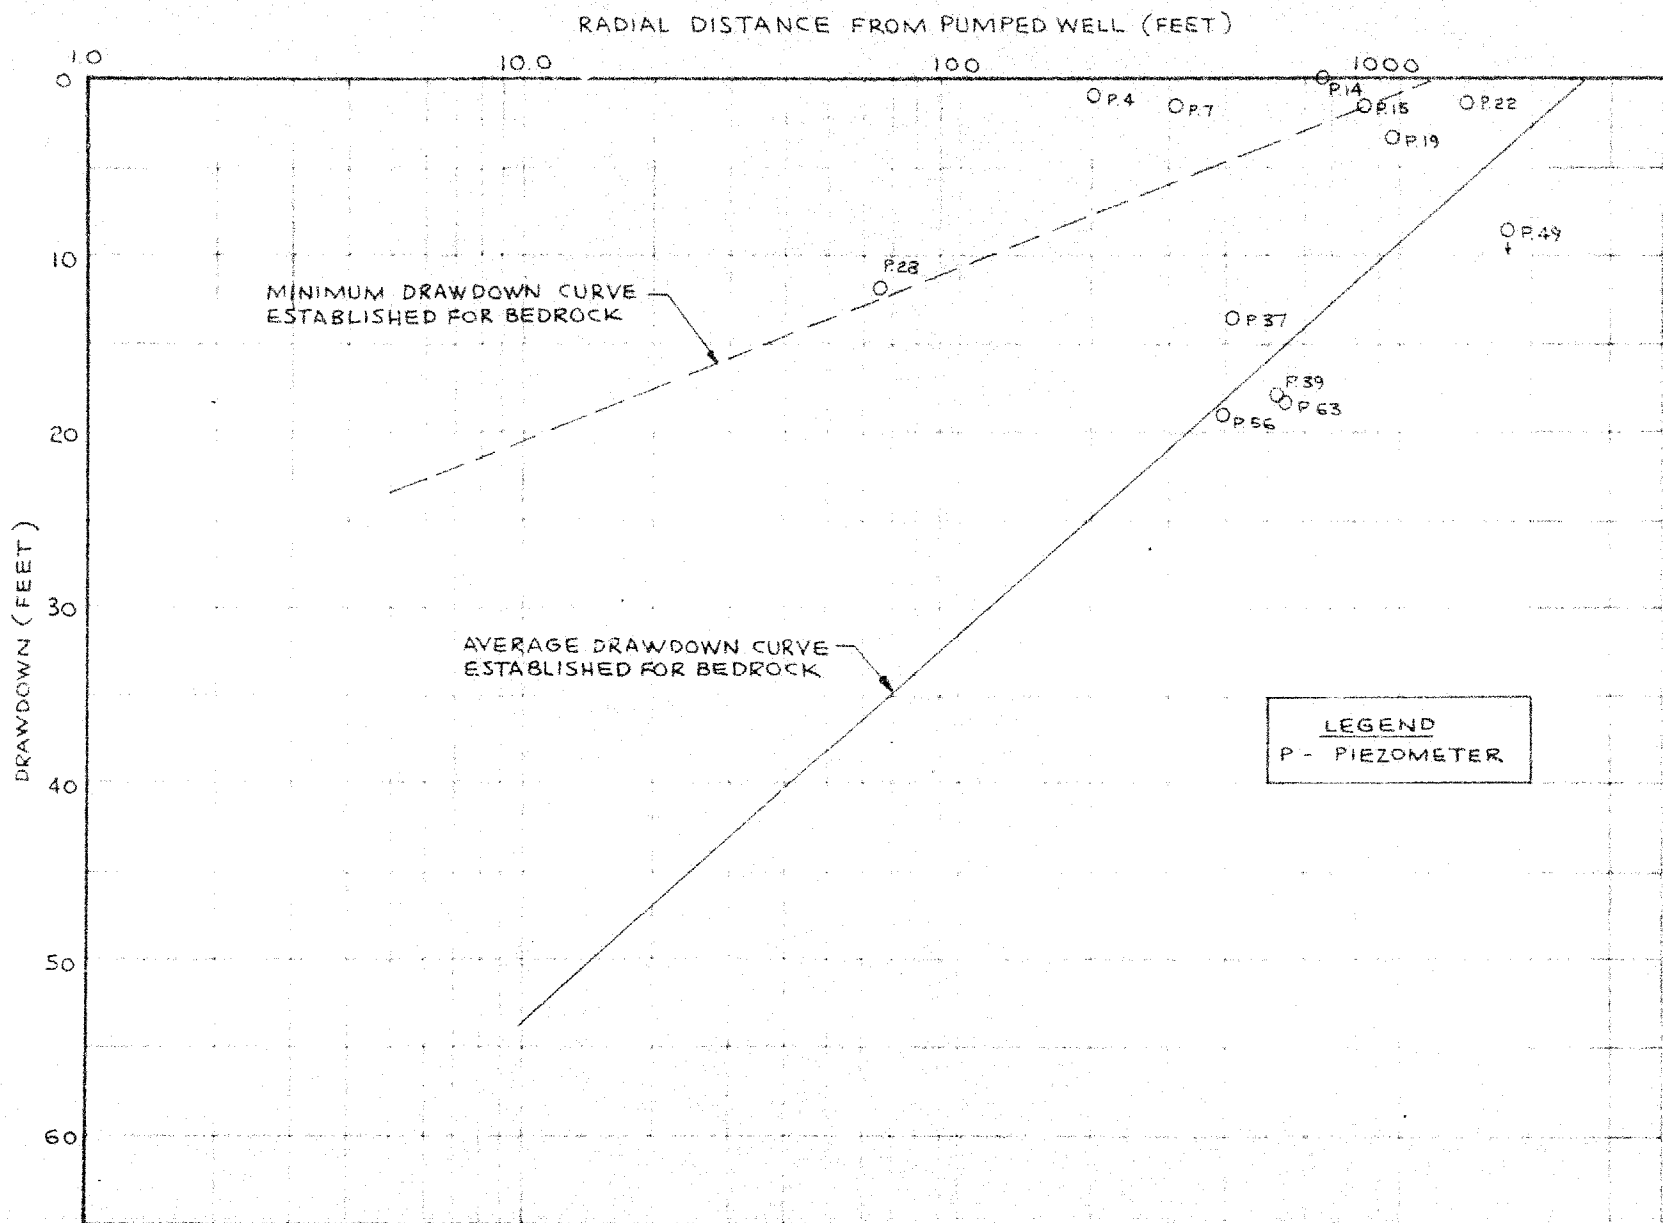 RADIAL DISTANCE FROM PUMPED WELL (FEET)
1.0 10.0 100 1000
0
10
20
30
40
50
60
DRAWDOWN (FEET)
P.4
P.7
P.14
P.15
P.22
P.19
P.49
P.28
P.37
P.39
P.63
P.56
MINIMUM DRAWDOWN CURVE
ESTABLISHED FOR BEDROCK
AVERAGE DRAWDOWN CURVE
ESTABLISHED FOR BEDROCK
LEGEND
P - PIEZOMETER